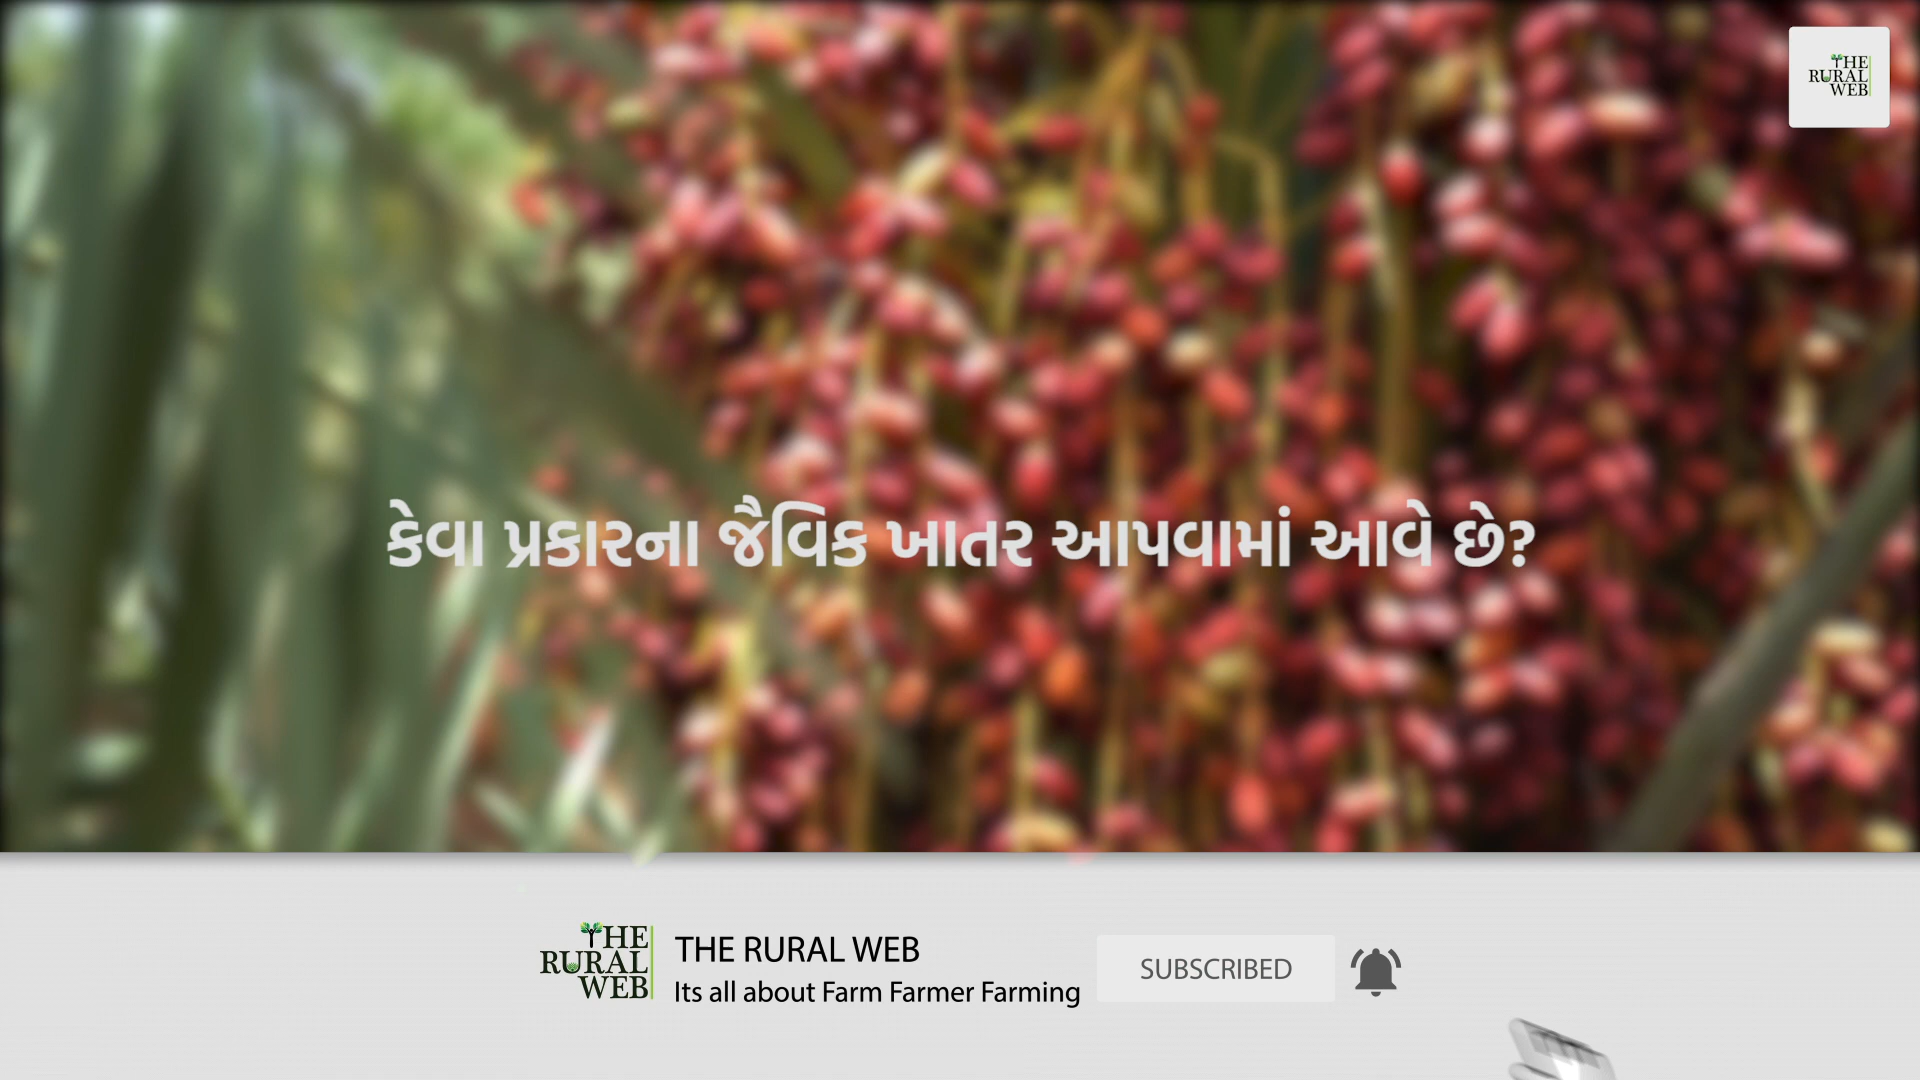 THE
RURAL
WEB
કેવા પ્રકારના જૈવિક ખાતર આપવામાં આવે છે?
THE
RURAL
WEB
THE RURAL WEB
Its all about Farm Farmer Farming
SUBSCRIBED